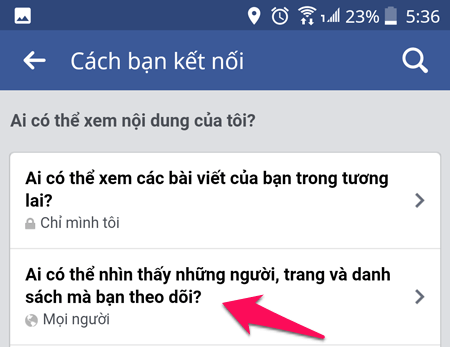 23% 5:36
Cách bạn kết nối
Ai có thể xem nội dung của tôi?
Ai có thể xem các bài viết của bạn trong tương
lai?
Chỉ mình tôi
Ai có thể nhìn thấy những người, trang và danh
sách mà bạn theo dõi?
Mọi người